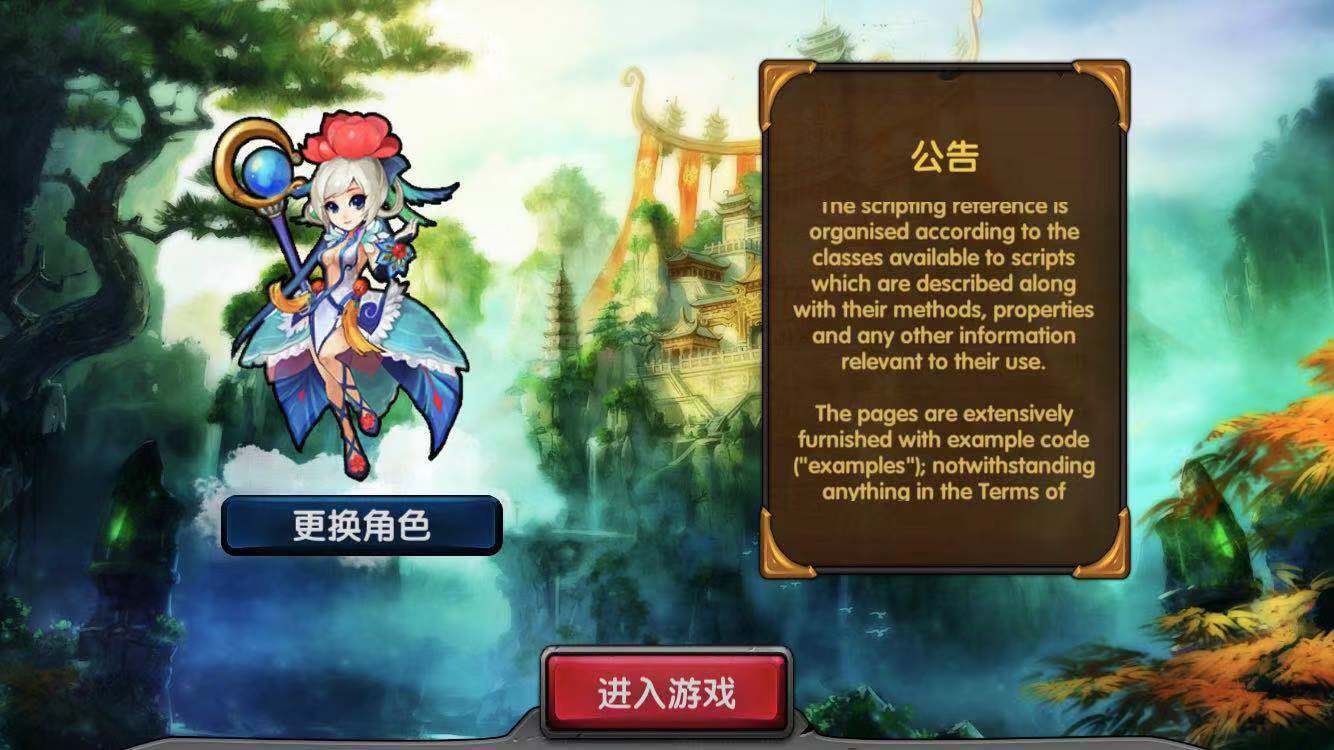 公告
The scripting reference is
organised according to the
classes available to scripts
which are described along
with their methods, properties
and any other information
relevant to their use.
The pages are extensively
furnished with example code
("examples"); notwithstanding
anything in the Terms of
更换角色
进入游戏